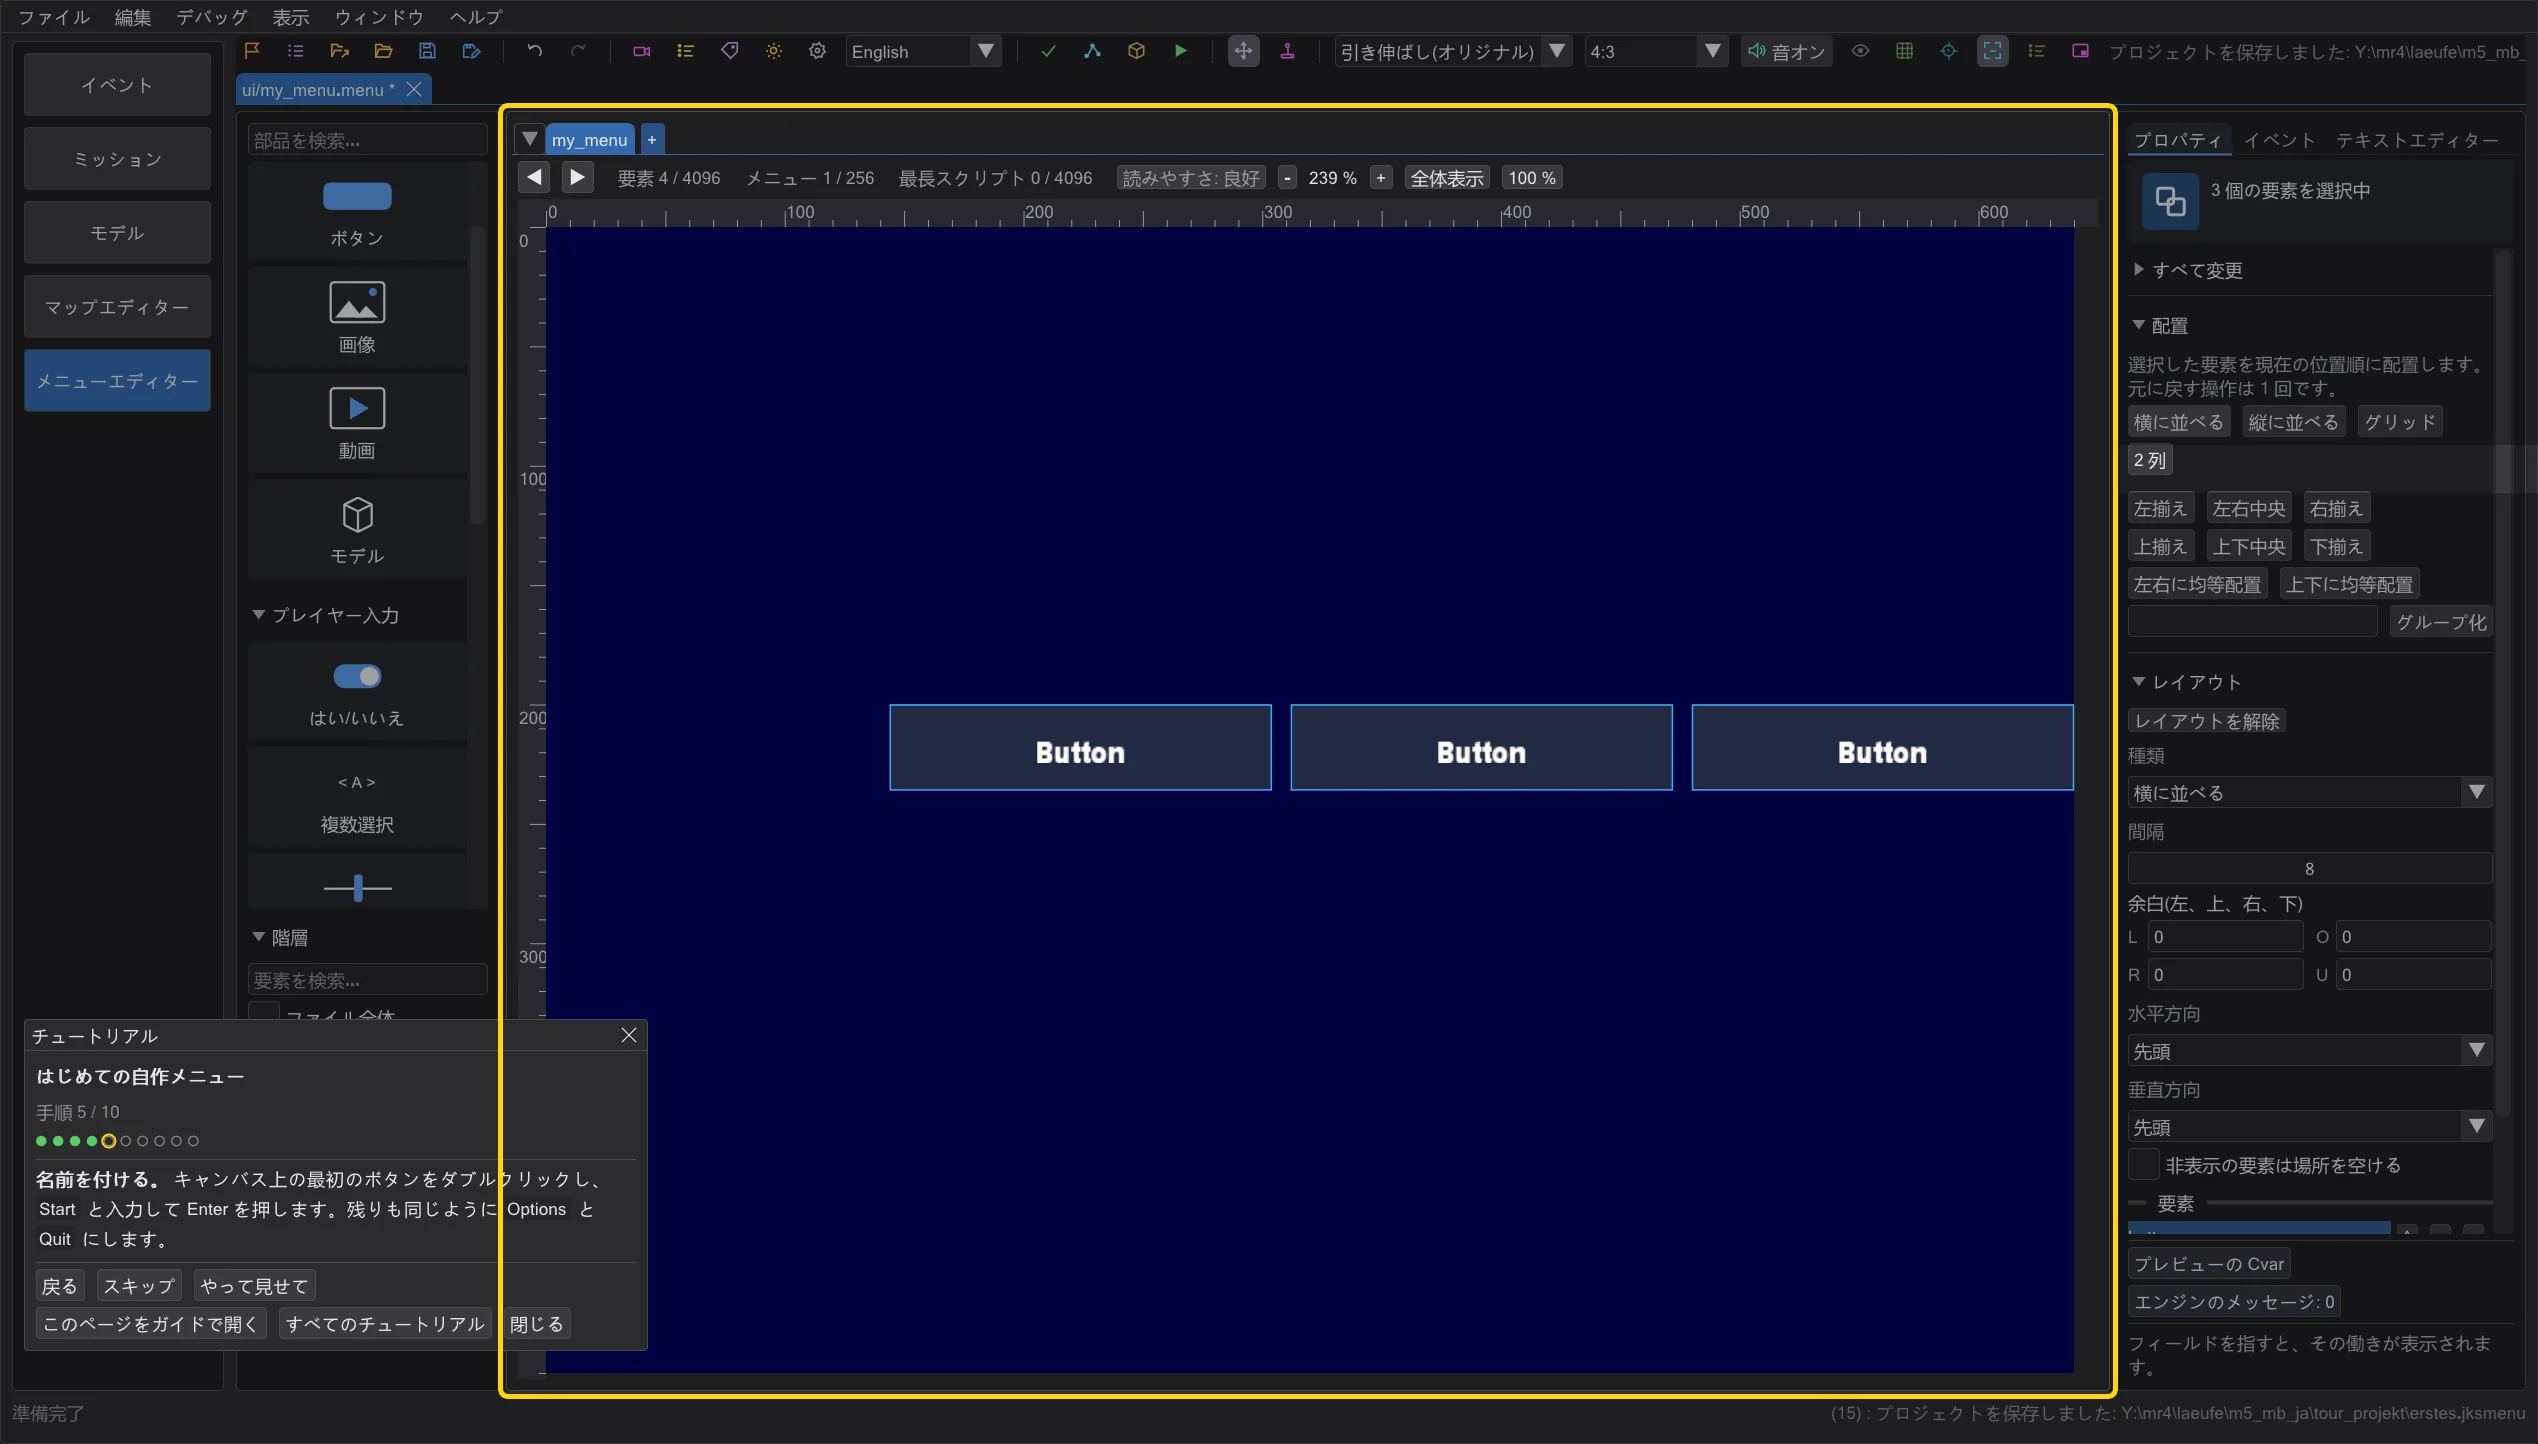 ファイル 編集 デバッグ 表示 ウィンドウ ヘルプ
English
引き伸ばし(オリジナル)
4:3
音オン
プロジェクトを保存しました: Y:\mr4\laeufe\m5_mb_
イベント
ミッション
モデル
マップエディター
メニューエディター
ui/my_menu.menu *
部品を検索...
ボタン
画像
動画
モデル
プレイヤー入力
はい/いいえ
< A >
複数選択
階層
要素を検索...
ファイル全体
my_menu
+
要素 4 / 4096 メニュー 1 / 256 最長スクリプト 0 / 4096 読みやすさ: 良好 - 239 % + 全体表示 100 %
0 100 200 300 400 500 600
0
100
200
300
Button Button Button
プロパティ イベント テキストエディター
3 個の要素を選択中
すべて変更
配置
選択した要素を現在の位置順に配置します。
元に戻す操作は 1 回です。
横に並べる 縦に並べる グリッド
2 列
左揃え 左右中央 右揃え
上揃え 上下中央 下揃え
左右に均等配置 上下に均等配置
グループ化
レイアウト
レイアウトを解除
種類
横に並べる
間隔
8
余白(左、上、右、下)
L 0 O 0
R 0 U 0
水平方向
先頭
垂直方向
先頭
非表示の要素は場所を空ける
要素
プレビューの Cvar
エンジンのメッセージ: 0
フィールドを指すと、その働きが表示されま
す。
チュートリアル
はじめての自作メニュー
手順 5 / 10
名前を付ける。 キャンバス上の最初のボタンをダブルクリックし、
Start と入力して Enter を押します。残りも同じように Options と
Quit にします。
戻る スキップ やって見せて
このページをガイドで開く すべてのチュートリアル 閉じる
準備完了
(15) : プロジェクトを保存しました: Y:\mr4\laeufe\m5_mb_ja\tour_projekt\erstes.jksmenu